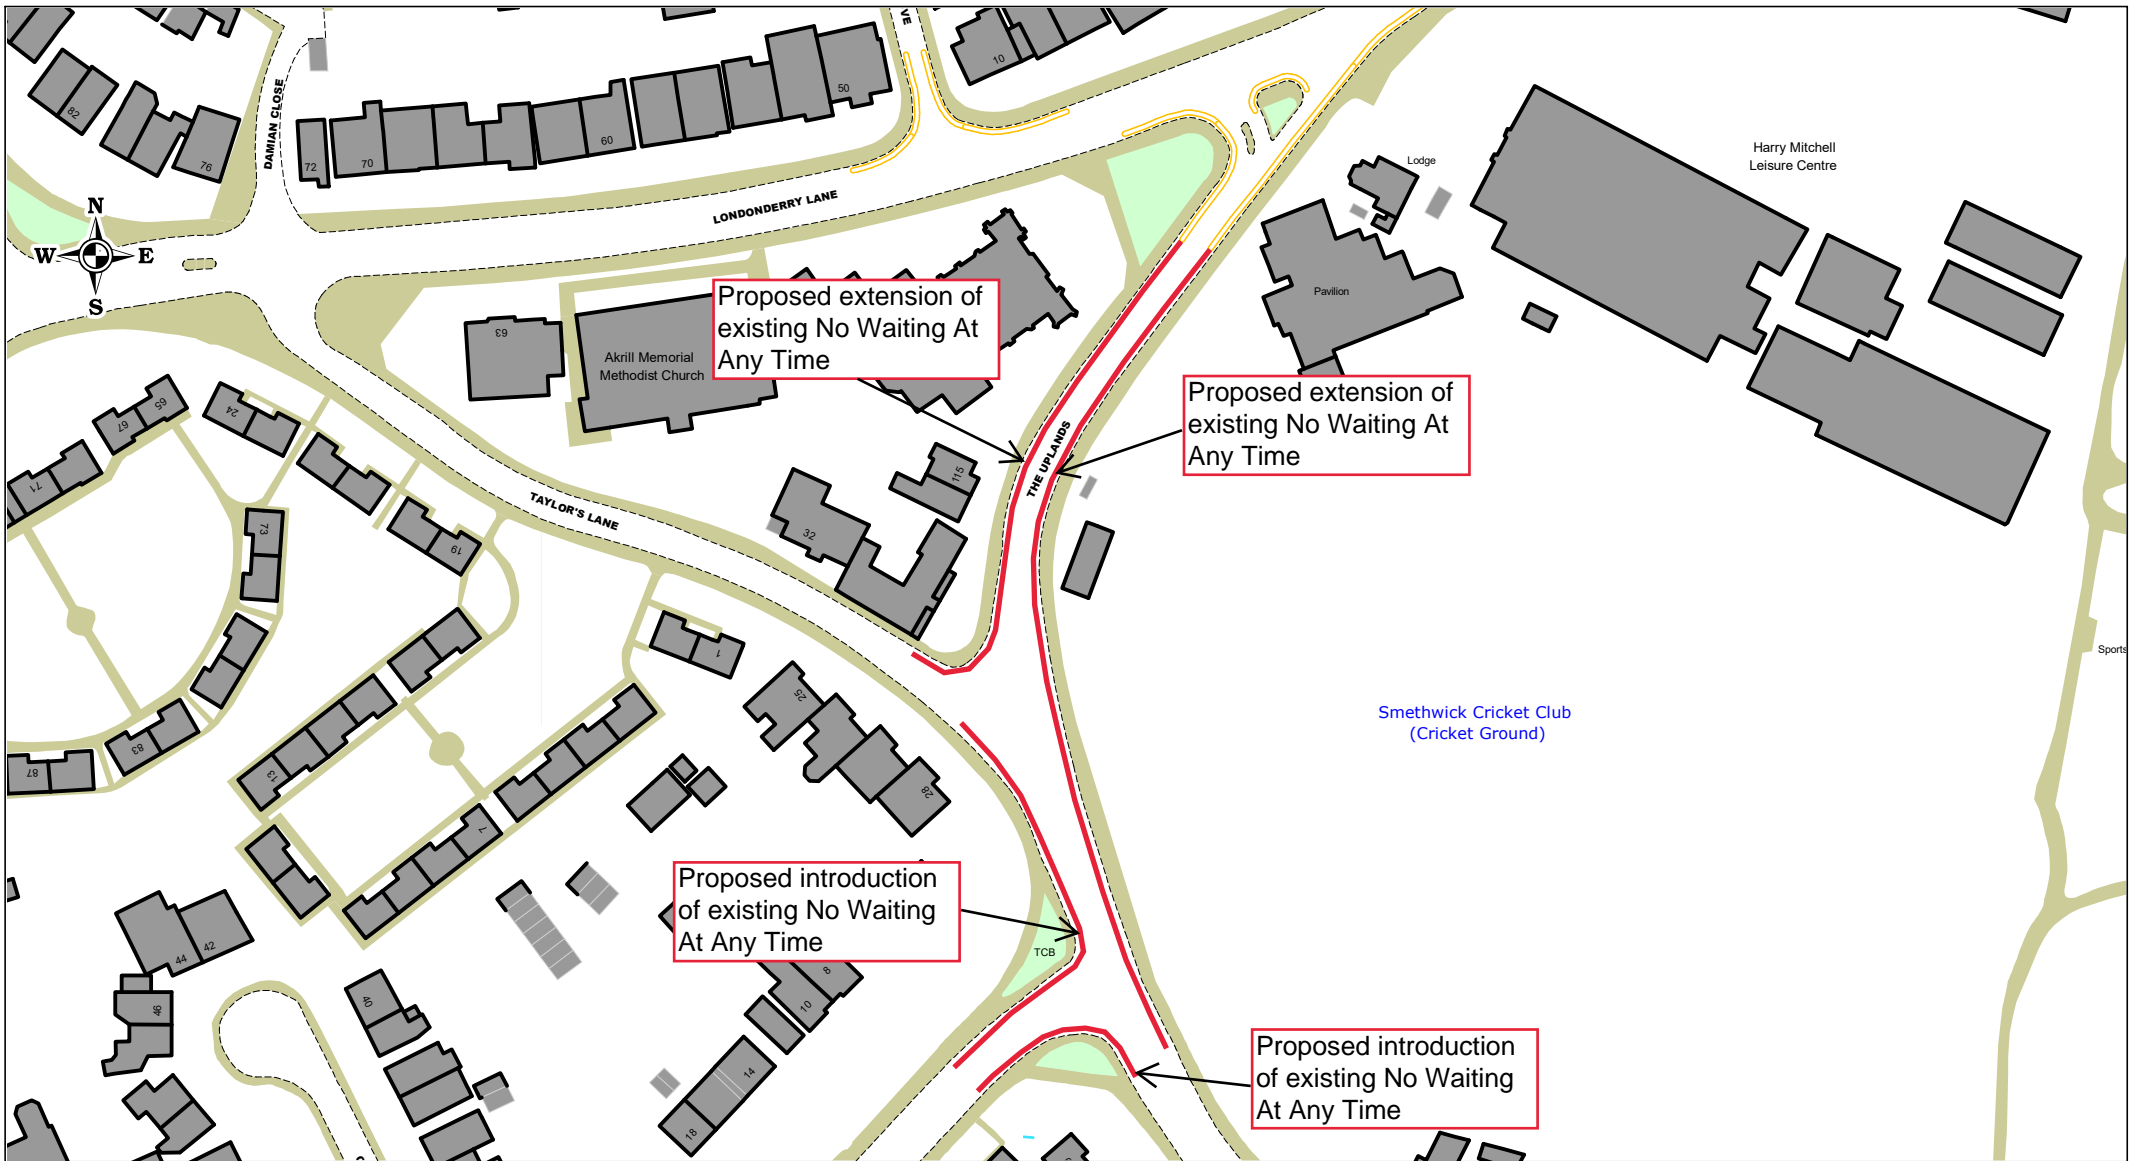 VE
10
82
76
DAMIAN CLOSE
72
70
60
50
Harry Mitchell
Leisure Centre
Lodge
N
W
E
S
LONDONDERRY LANE
Pavilion
63
Akrill Memorial
Methodist Church
Proposed extension of
existing No Waiting At
Any Time
Proposed extension of
existing No Waiting At
Any Time
THE UPLANDS
65
67
24
71
115
TAYLOR'S LANE
73
19
32
1
Sports
25
Smethwick Cricket Club
(Cricket Ground)
83
87
13
28
7
Proposed introduction
of existing No Waiting
At Any Time
TCB
42
44
8
10
40
46
14
18
Proposed introduction
of existing No Waiting
At Any Time